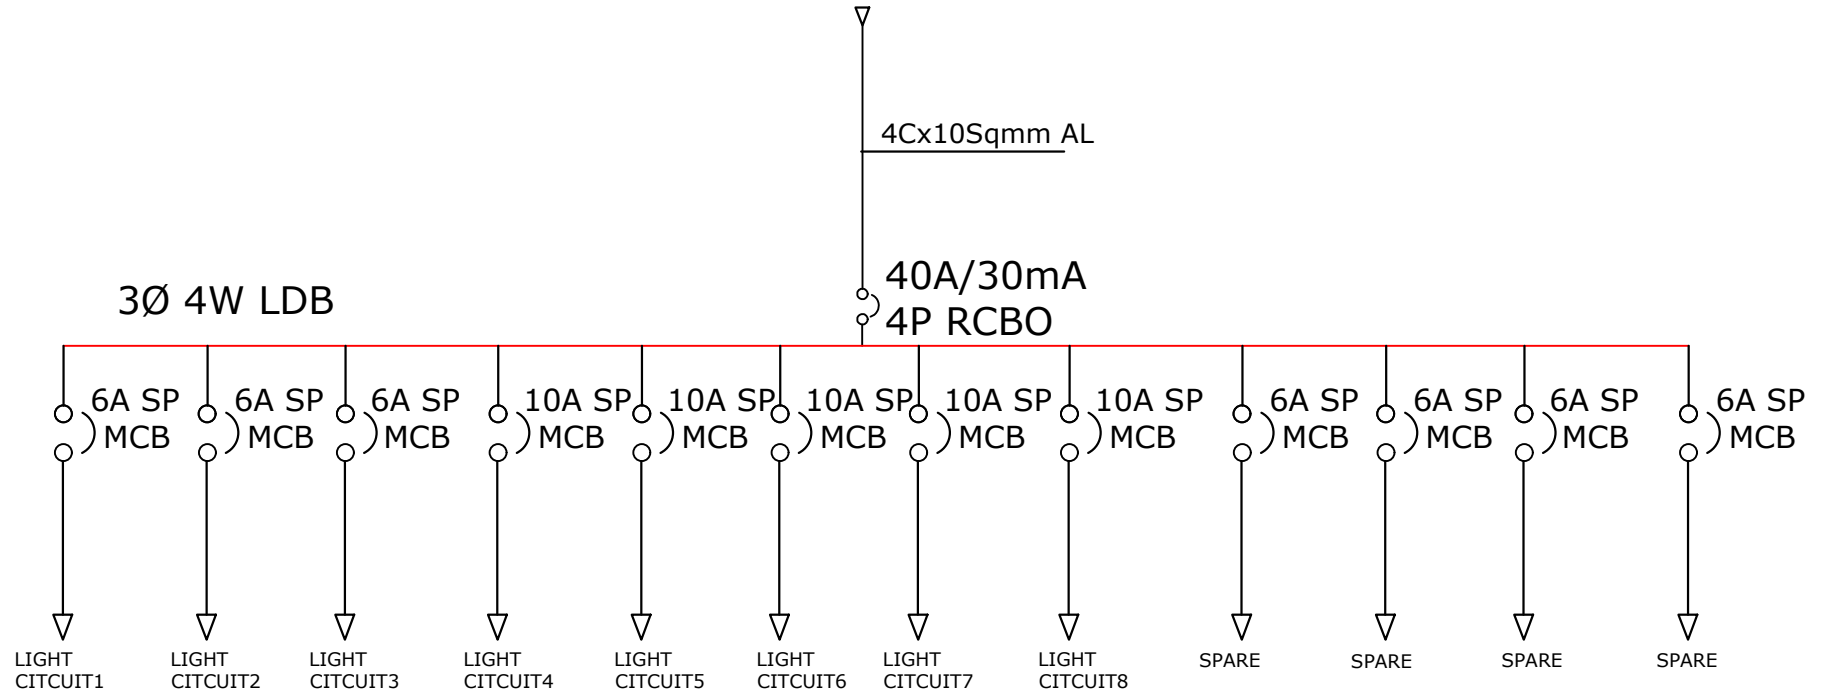 4Cx10Sqmm AL
40A/30mA
4P RCBO
3Ø 4W LDB
6A SP
MCB
6A SP
MCB
6A SP
MCB
10A SP
MCB
10A SP
MCB
10A SP
MCB
10A SP
MCB
10A SP
MCB
6A SP
MCB
6A SP
MCB
6A SP
MCB
6A SP
MCB
LIGHT
CITCUIT1
LIGHT
CITCUIT2
LIGHT
CITCUIT3
LIGHT
CITCUIT4
LIGHT
CITCUIT5
LIGHT
CITCUIT6
LIGHT
CITCUIT7
LIGHT
CITCUIT8
SPARE
SPARE
SPARE
SPARE